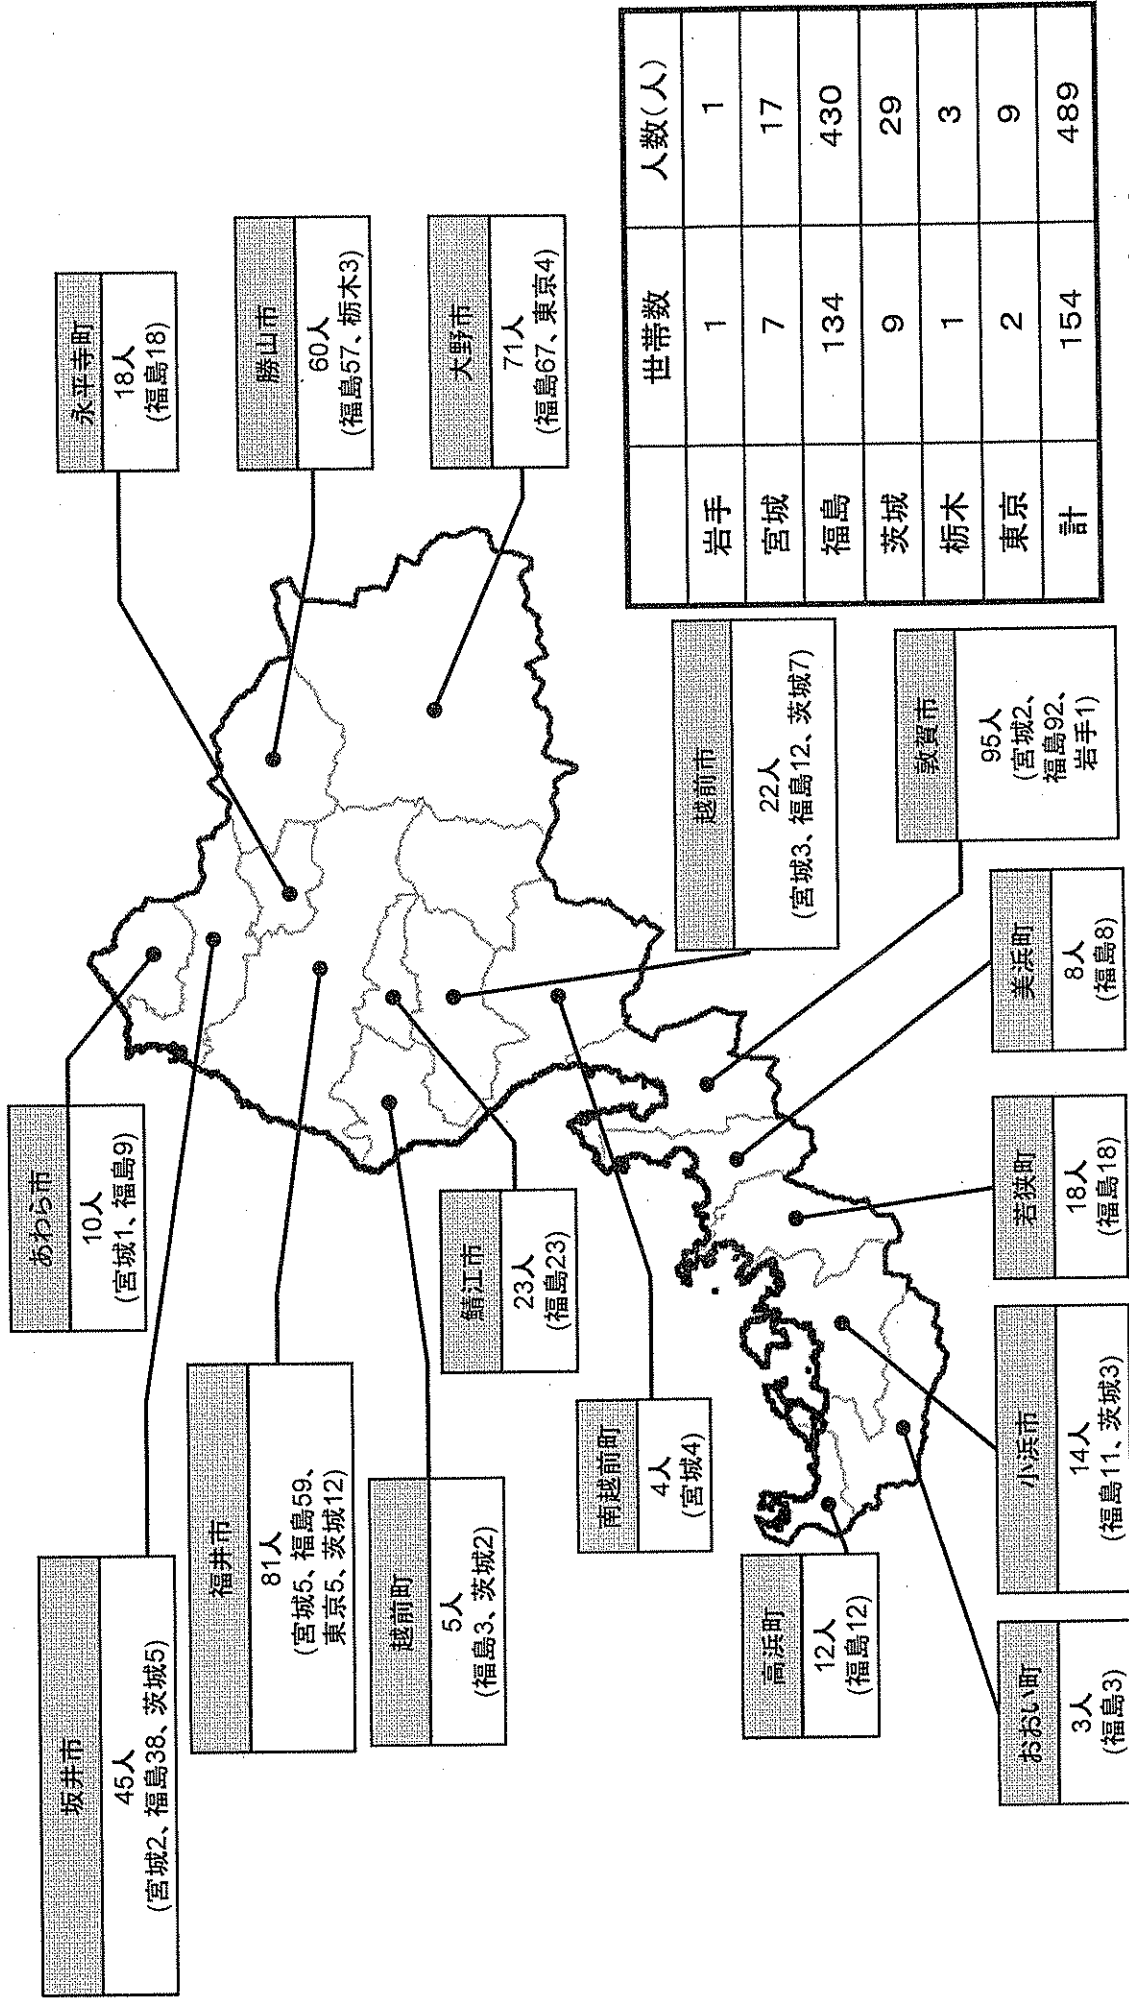 坂井市
45人
(宮城2、福島38、茨城5)
あわら市
10人
(宮城1、福島9)
永平寺町
18人
(福島18)
福井市
81人
(宮城5、福島59、
東京5、茨城12)
勝山市
60人
(福島57、栃木3)
越前町
5人
(福島3、茨城2)
鯖江市
23人
(福島23)
大野市
71人
(福島67、東京4)
南越前町
4人
(宮城4)
越前市
22人
(宮城3、福島12、茨城7)
高浜町
12人
(福島12)
敦賀市
95人
(宮城2、
福島92、
岩手1)
おおい町
3人
(福島3)
小浜市
14人
(福島11、茨城3)
若狭町
18人
(福島18)
美浜町
8人
(福島8)
世帯数 人数(人)
岩手 1 1
宮城 7 17
福島 134 430
茨城 9 29
栃木 1 3
東京 2 9
計 154 489